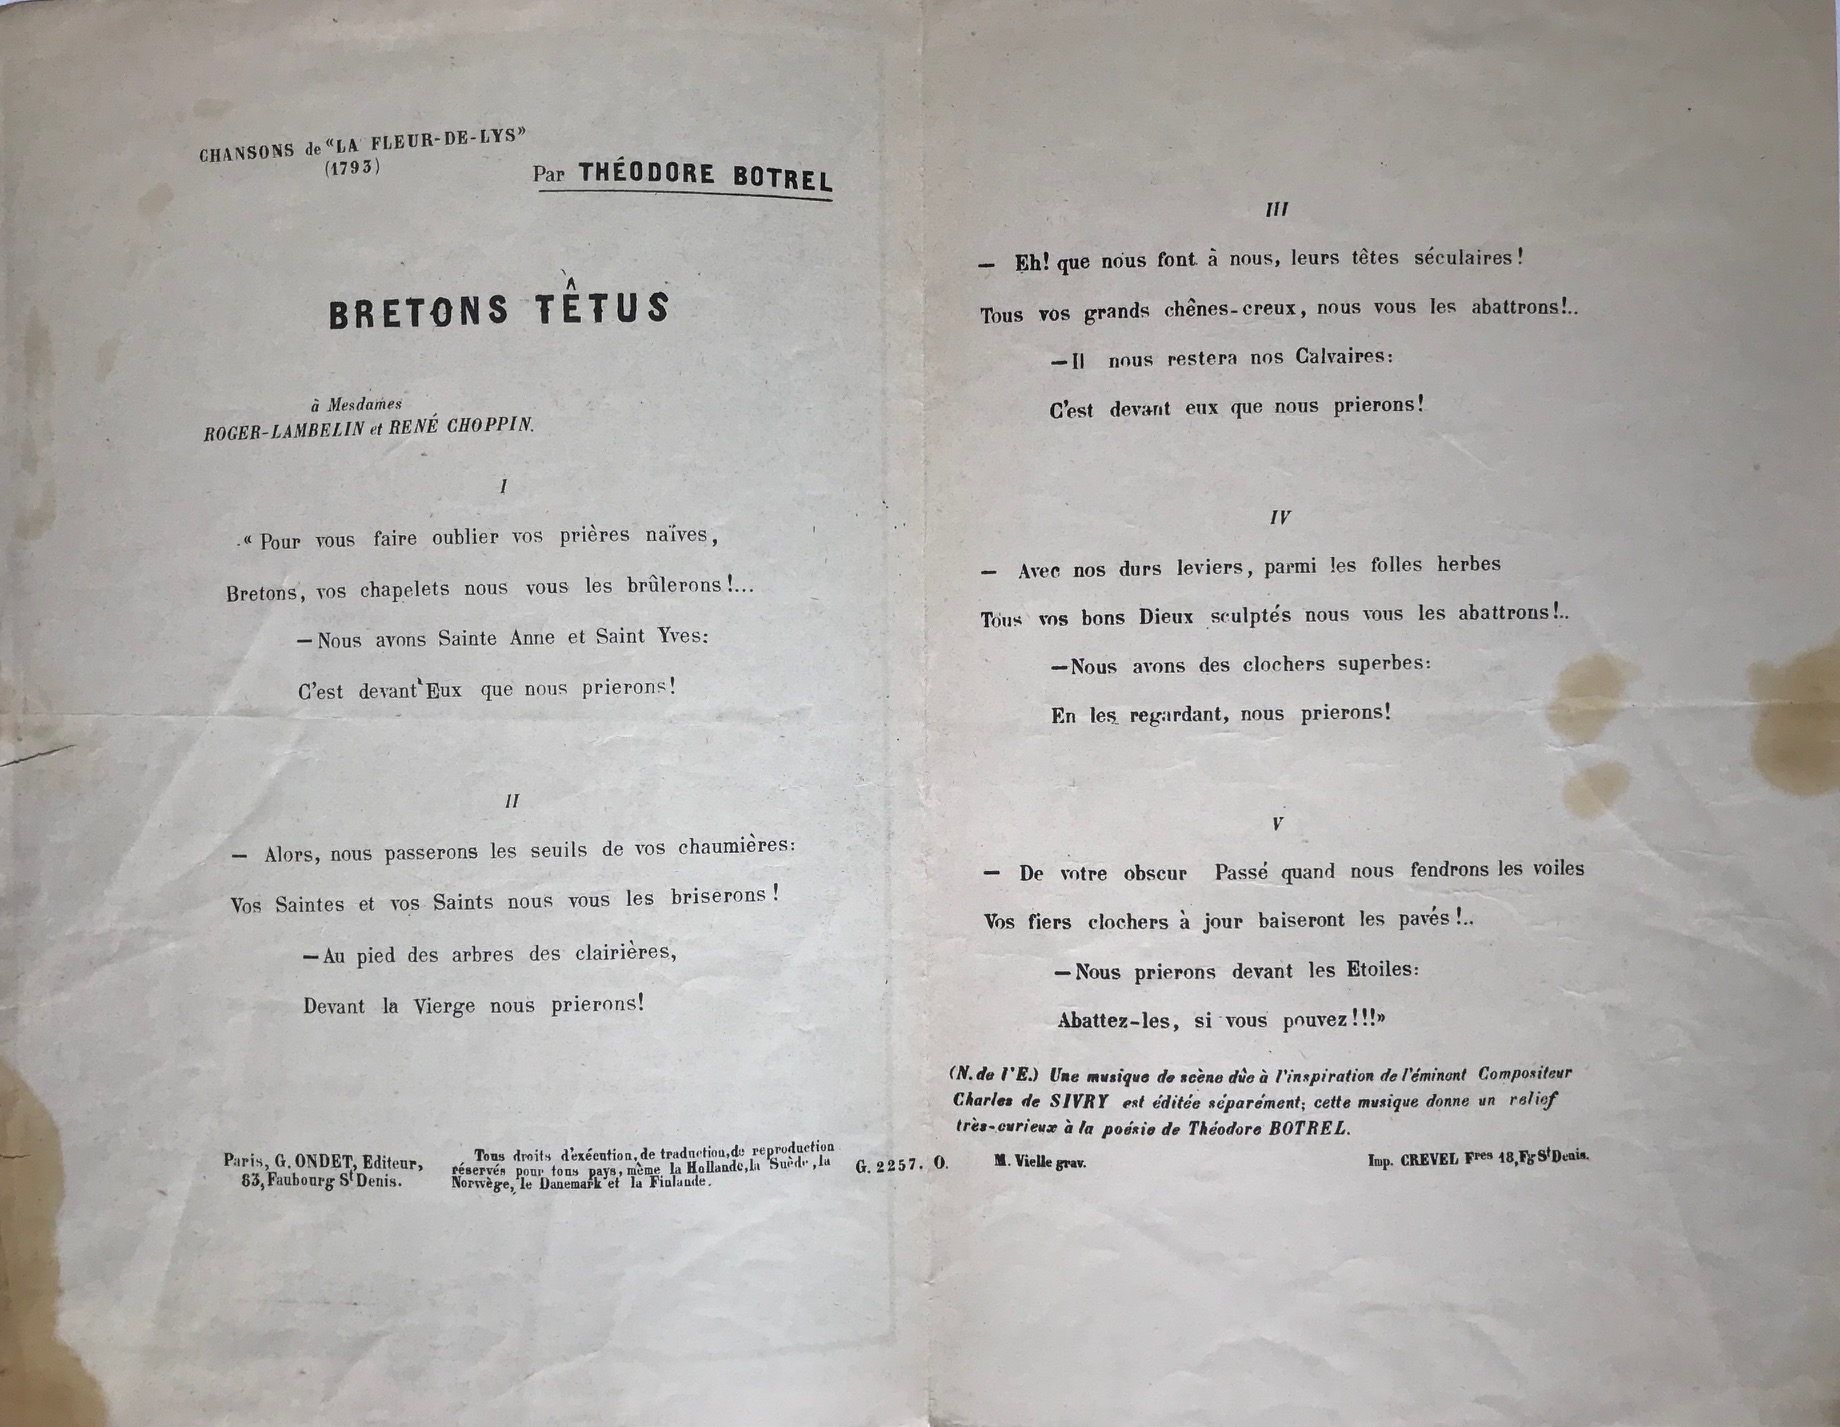 CHANSONS de "LA FLEUR-DE-LYS"
(1793)
Par THÉODORE BOTREL
BRETONS TÊTUS
à Mesdames
ROGER-LAMBELIN et RENÉ CHOPPIN.
I
« Pour vous faire oublier vos prières naïves,
Bretons, vos chapelets nous vous les brûlerons!...
— Nous avons Sainte Anne et Saint Yves:
C'est devant Eux que nous prierons!
II
— Alors, nous passerons les seuils de vos chaumières:
Vos Saintes et vos Saints nous vous les briserons!
— Au pied des arbres des clairières,
Devant la Vierge nous prierons!
Paris, G. ONDET, Editeur,
83, Faubourg St Denis.
Tous droits d'exécution, de traduction, de reproduction
réservés pour tous pays, même la Hollande, la Suède, la
Norwège, le Danemark et la Finlande.
G. 2257. O.
III
— Eh! que nous font à nous, leurs têtes séculaires!
Tous vos grands chênes-creux, nous vous les abattrons!..
— Il nous restera nos Calvaires:
C'est devant eux que nous prierons!
IV
— Avec nos durs leviers, parmi les folles herbes
Tous vos bons Dieux sculptés nous vous les abattrons!..
— Nous avons des clochers superbes:
En les regardant, nous prierons!
V
— De votre obscur Passé quand nous fendrons les voiles
Vos fiers clochers à jour baiseront les pavés!..
— Nous prierons devant les Etoiles:
Abattez-les, si vous pouvez!!!»
(N. de l'E.) Une musique de scène dûe à l'inspiration de l'éminent Compositeur
Charles de SIVRY est éditée séparément; cette musique donne un relief
très-curieux à la poésie de Théodore BOTREL.
M. Vielle grav.
Imp. CREVEL Fres 18, Fg St Denis.